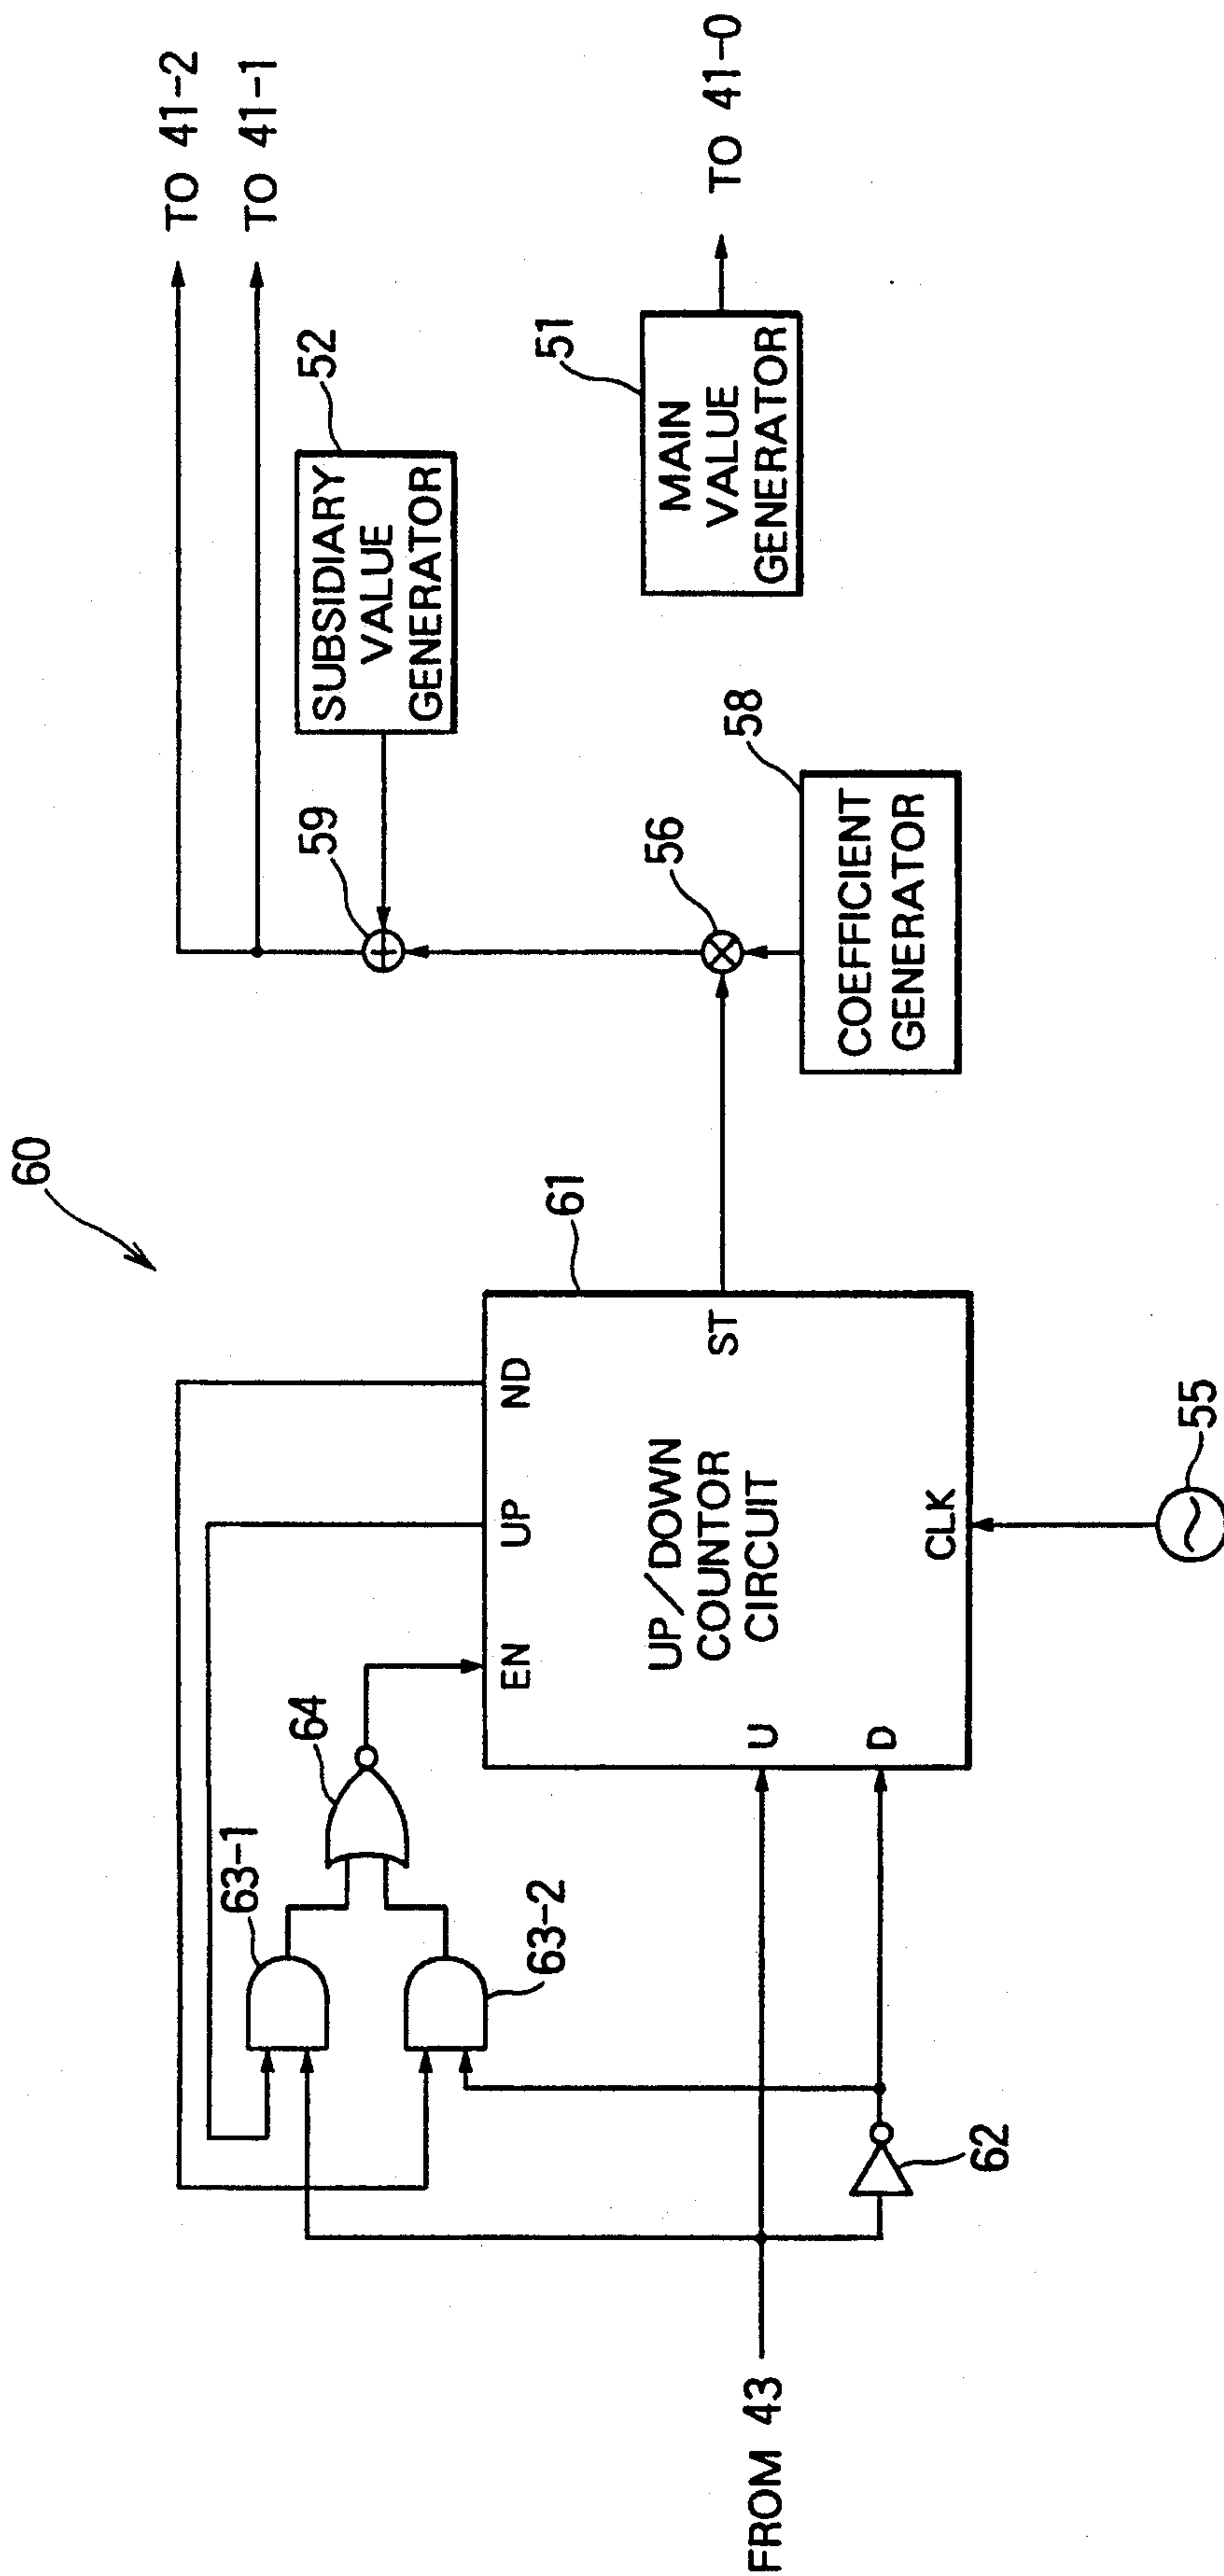 60
TO 41-2
TO 41-1
63-1
64
63-2
EN
UP
ND
61
UP/DOWN
COUNTOR
CIRCUIT
ST
U
D
CLK
55
62
FROM 43
59
52
SUBSIDIARY
VALUE
GENERATOR
56
58
COEFFICIENT
GENERATOR
51
MAIN
VALUE
GENERATOR
TO 41-0